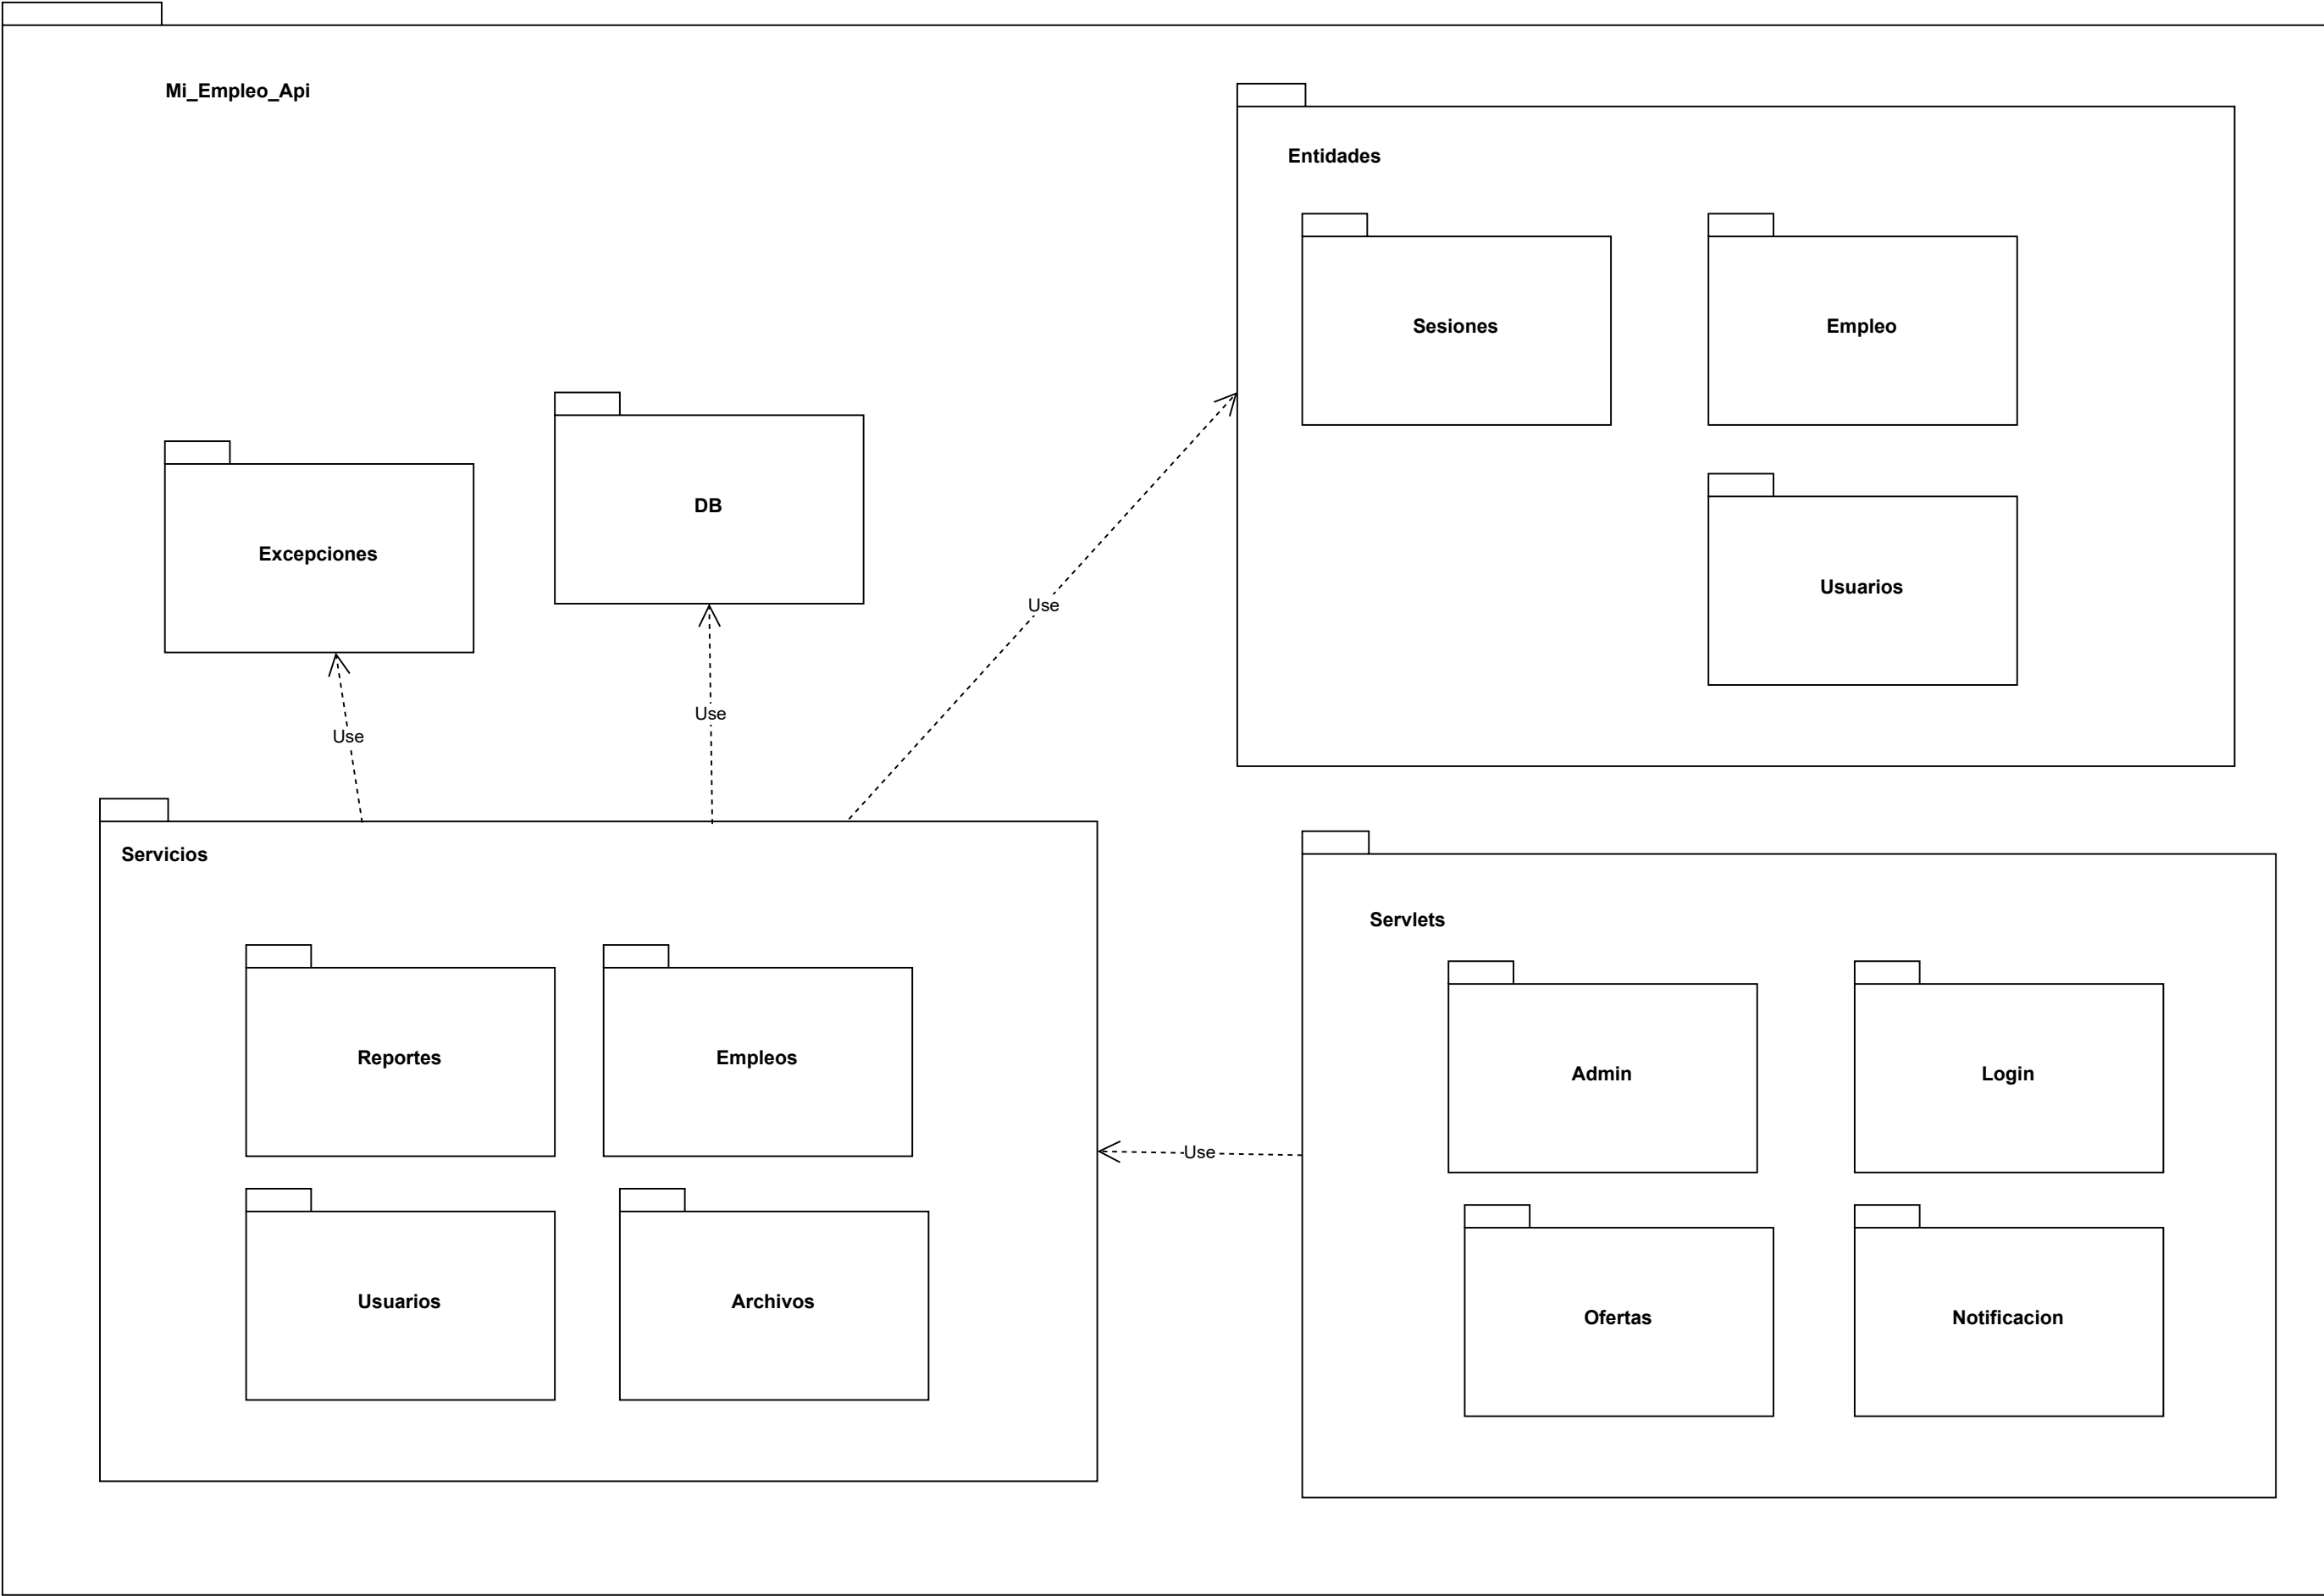 Mi_Empleo_Api
Entidades
Sesiones
Empleo
Usuarios
DB
Excepciones
Use
Use
Use
Servicios
Reportes
Empleos
Usuarios
Archivos
Use
Servlets
Admin
Login
Ofertas
Notificacion